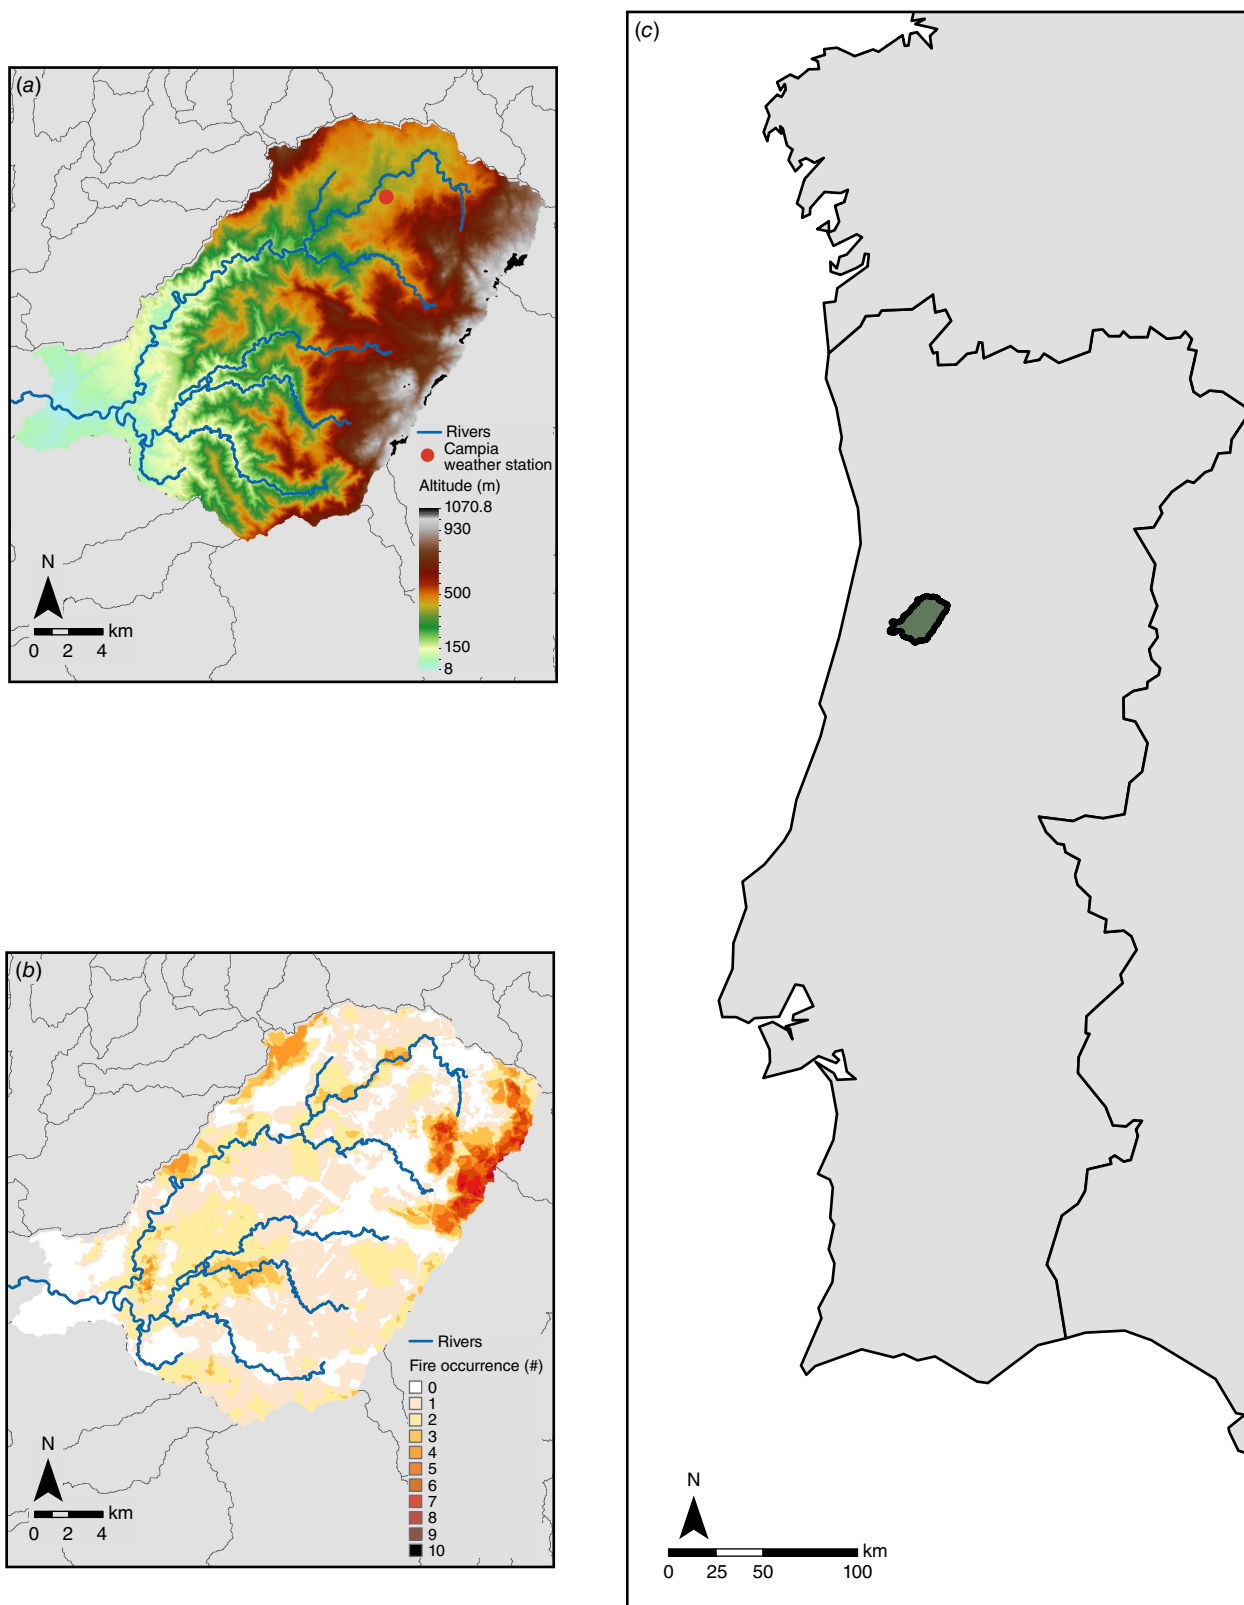 (a)
Rivers
Campia
weather station
Altitude (m)
1070.8
930
500
150
8
N
km
0 2 4
(b)
Rivers
Fire occurrence (#)
0
1
2
3
4
5
6
7
8
9
10
N
km
0 2 4
(c)
N
km
0 25 50 100